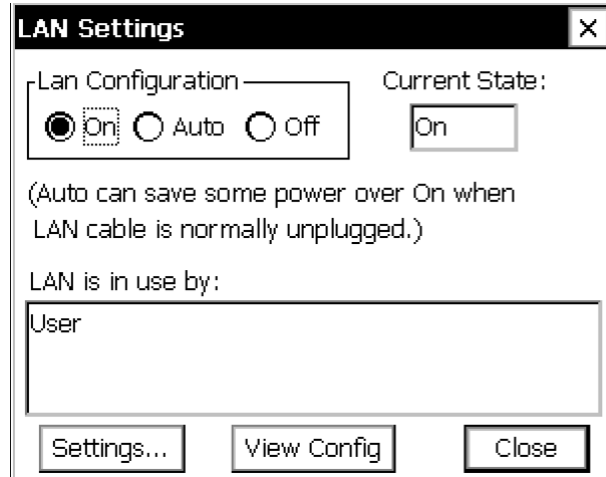 LAN Settings
Lan Configuration
Current State:
On Auto Off
On
(Auto can save some power over On when
LAN cable is normally unplugged.)
LAN is in use by:
User
Settings... View Config Close